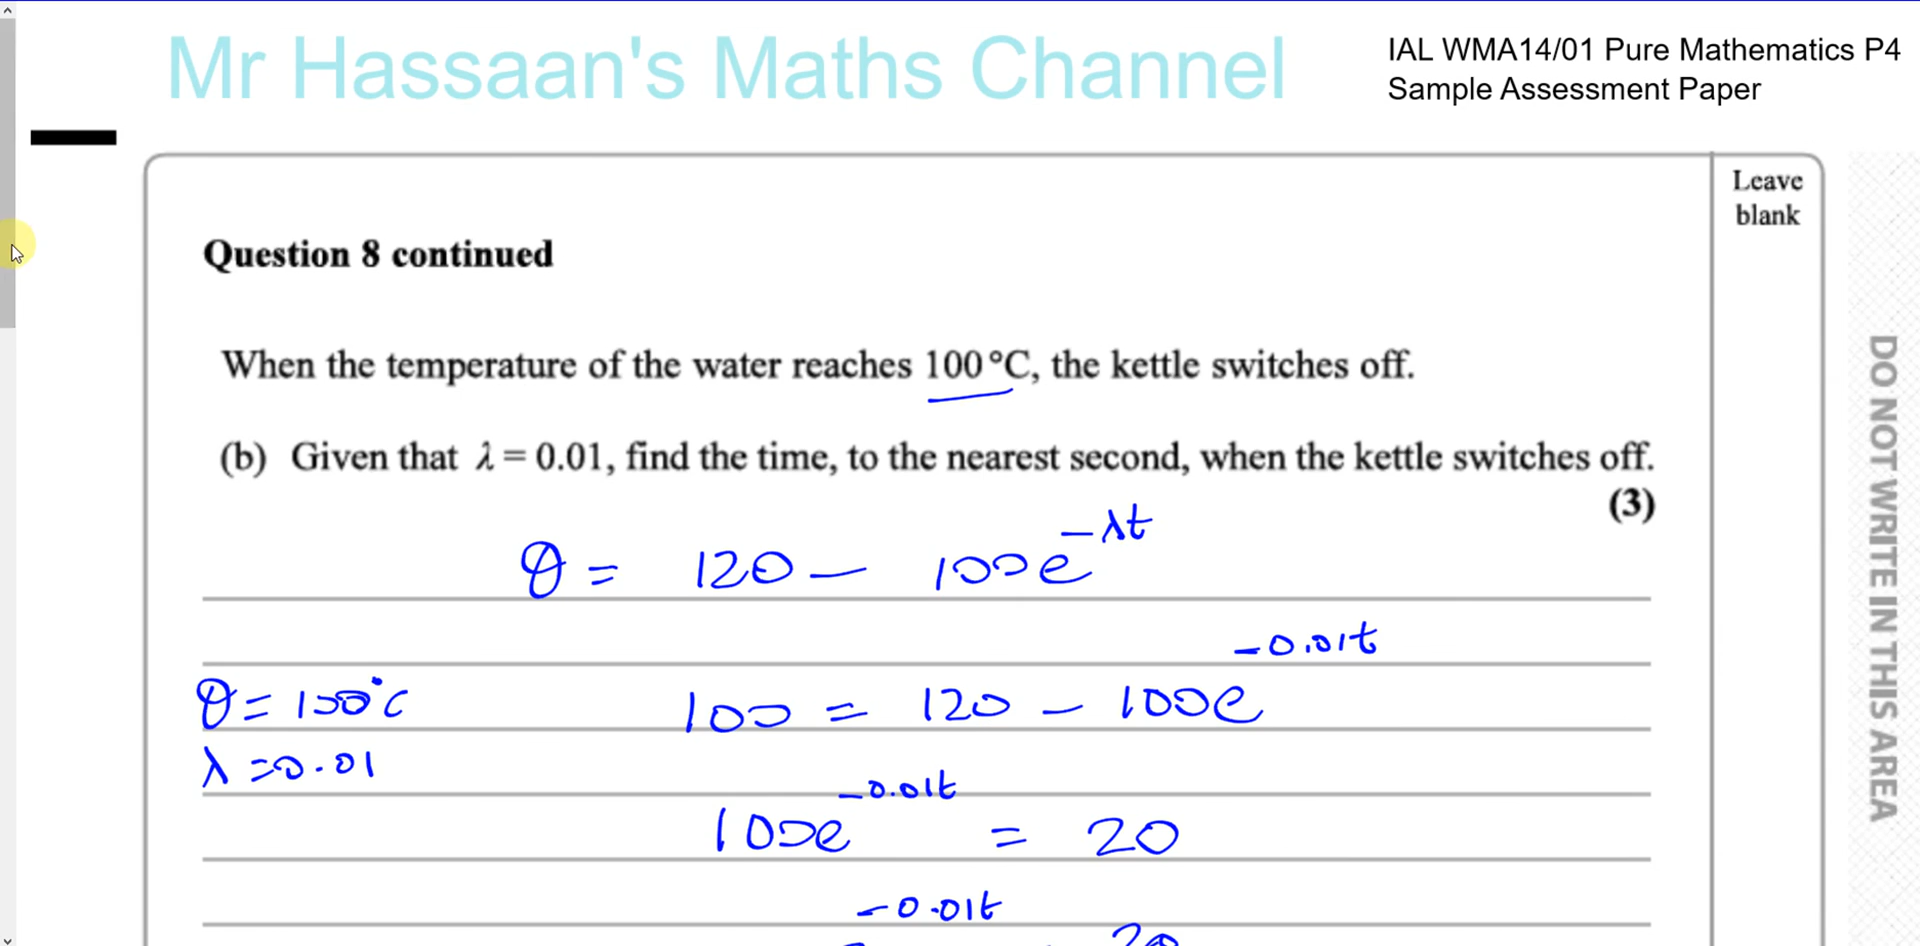 Mr Hassaan's Maths Channel
IAL WMA14/01 Pure Mathematics P4
Sample Assessment Paper
Leave
blank
Question 8 continued
When the temperature of the water reaches 100 °C, the kettle switches off.
(b) Given that λ = 0.01, find the time, to the nearest second, when the kettle switches off.
(3)
θ = 120 − 100e^−λt
θ = 100°C
100 = 120 − 100e^−0.01t
λ = 0.01
100e^−0.01t = 20
−0.01t
20
DO NOT WRITE IN THIS AREA